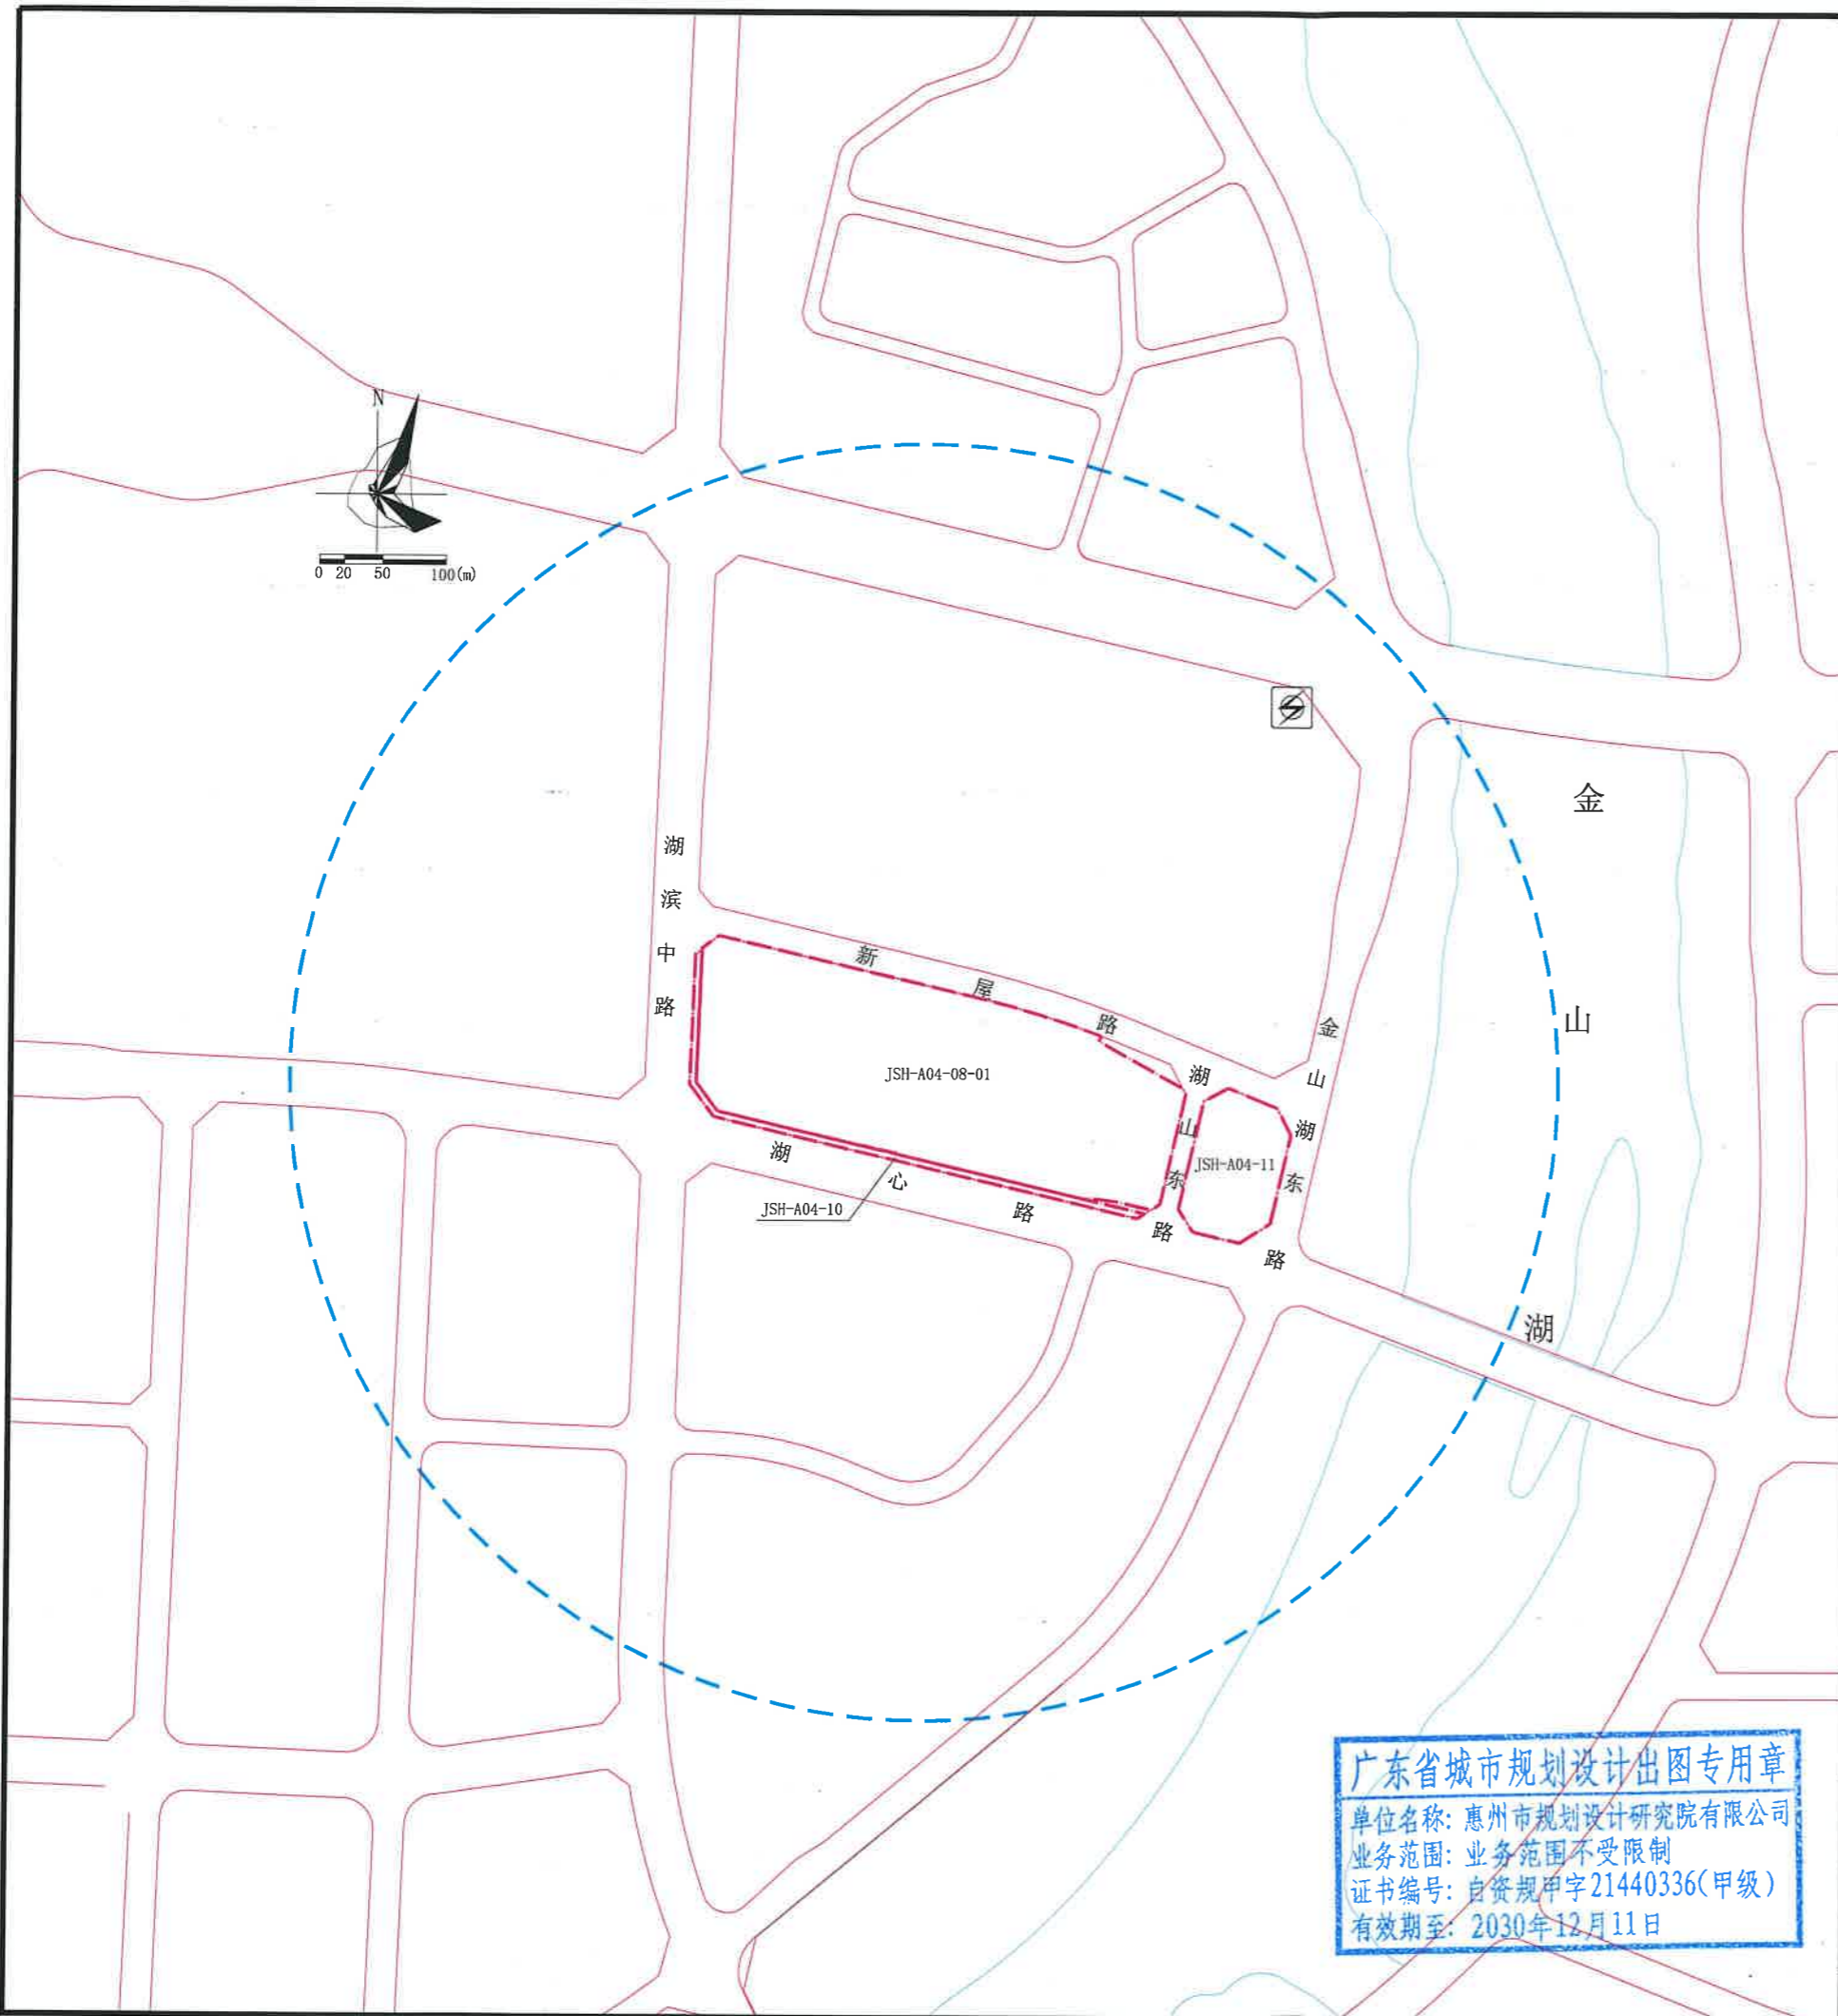 N
0 20 50 100(m)
金
山
湖
湖滨中路
新屋路
金山湖东路
湖山东路
JSH-A04-08-01
JSH-A04-11
湖心路
JSH-A04-10
广东省城市规划设计出图专用章
单位名称: 惠州市规划设计研究院有限公司
业务范围: 业务范围不受限制
证书编号: 自资规甲字21440336(甲级)
有效期至: 2030年12月11日